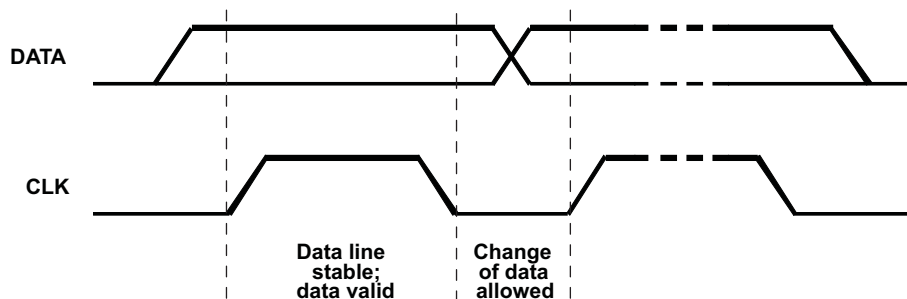 DATA
CLK
Data line
stable;
data valid
Change
of data
allowed